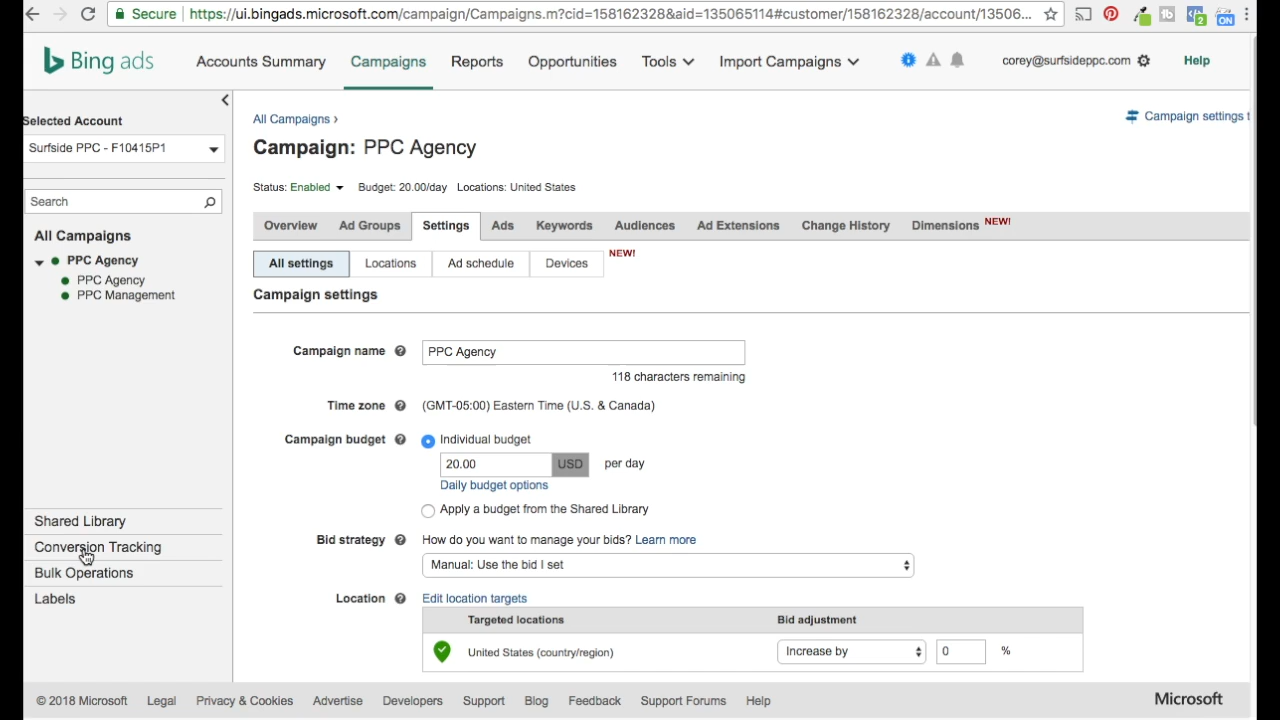 Secure
https://ui.bingads.microsoft.com/campaign/Campaigns.m?cid=158162328&aid=135065114#customer/158162328/account/13506...
2
ON
Bing ads
Accounts Summary
Campaigns
Reports
Opportunities
Tools
Import Campaigns
corey@surfsideppc.com
Help
Selected Account
Surfside PPC - F10415P1
Search
All Campaigns
PPC Agency
PPC Agency
PPC Management
Shared Library
Conversion Tracking
Bulk Operations
Labels
All Campaigns ›
Campaign settings t
Campaign: PPC Agency
Status: Enabled Budget: 20.00/day Locations: United States
Overview
Ad Groups
Settings
Ads
Keywords
Audiences
Ad Extensions
Change History
Dimensions
NEW!
All settings
Locations
Ad schedule
Devices
NEW!
Campaign settings
Campaign name
PPC Agency
118 characters remaining
Time zone
(GMT-05:00) Eastern Time (U.S. & Canada)
Campaign budget
Individual budget
20.00 USD per day
Daily budget options
Apply a budget from the Shared Library
Bid strategy
How do you want to manage your bids? Learn more
Manual: Use the bid I set
Location
Edit location targets
Targeted locations
Bid adjustment
United States (country/region)
Increase by
0
%
© 2018 Microsoft
Legal
Privacy & Cookies
Advertise
Developers
Support
Blog
Feedback
Support Forums
Help
Microsoft